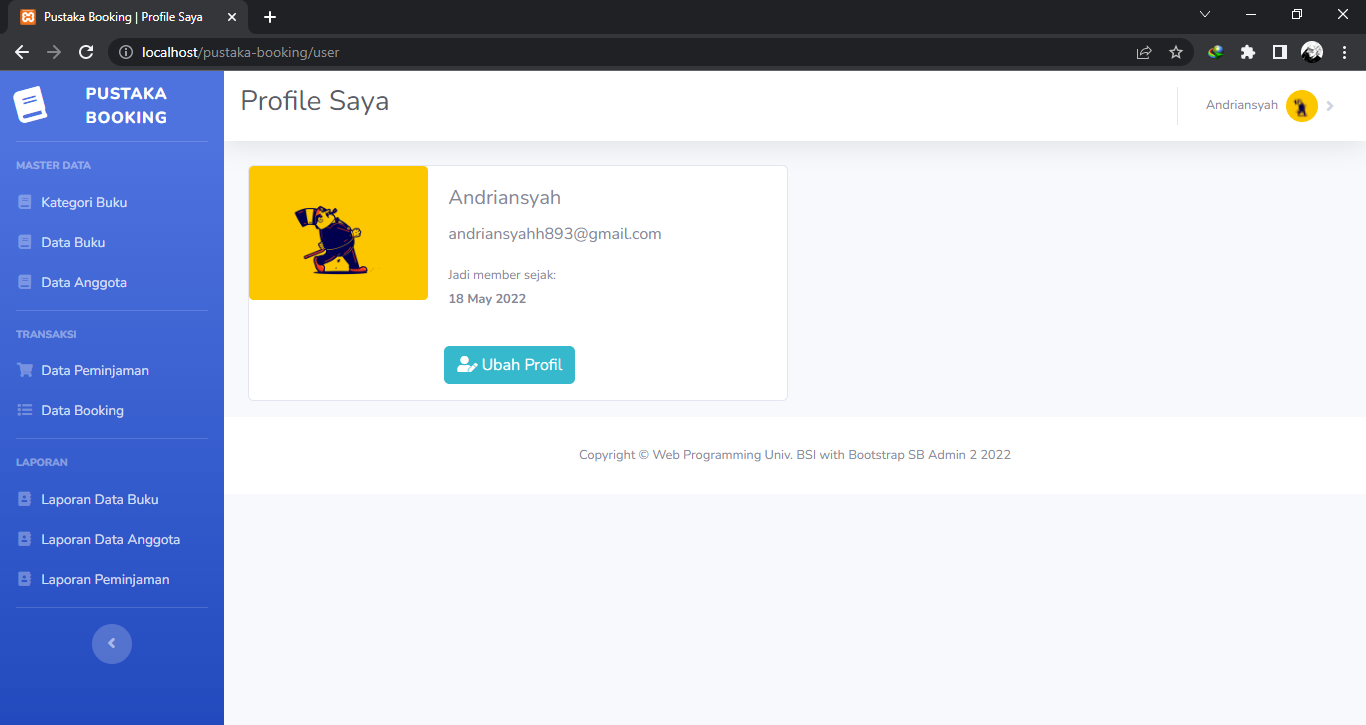 Pustaka Booking | Profile Saya
localhost/pustaka-booking/user
PUSTAKA
BOOKING
Profile Saya
Andriansyah
MASTER DATA
Kategori Buku
Data Buku
Data Anggota
TRANSAKSI
Data Peminjaman
Data Booking
LAPORAN
Laporan Data Buku
Laporan Data Anggota
Laporan Peminjaman
Andriansyah
andriansyahh893@gmail.com
Jadi member sejak:
18 May 2022
Ubah Profil
Copyright © Web Programming Univ. BSI with Bootstrap SB Admin 2 2022